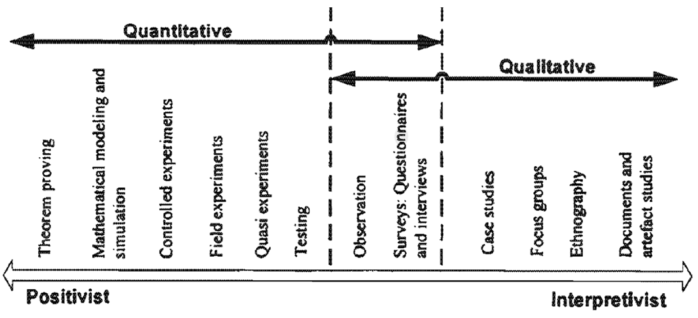 Quantitative
Qualitative
Theorem proving
Mathematical modeling and
simulation
Controlled experiments
Field experiments
Quasi experiments
Testing
Observation
Surveys: Questionnaires
and interviews
Case studies
Focus groups
Ethnography
Documents and
artefact studies
Positivist
Interpretivist